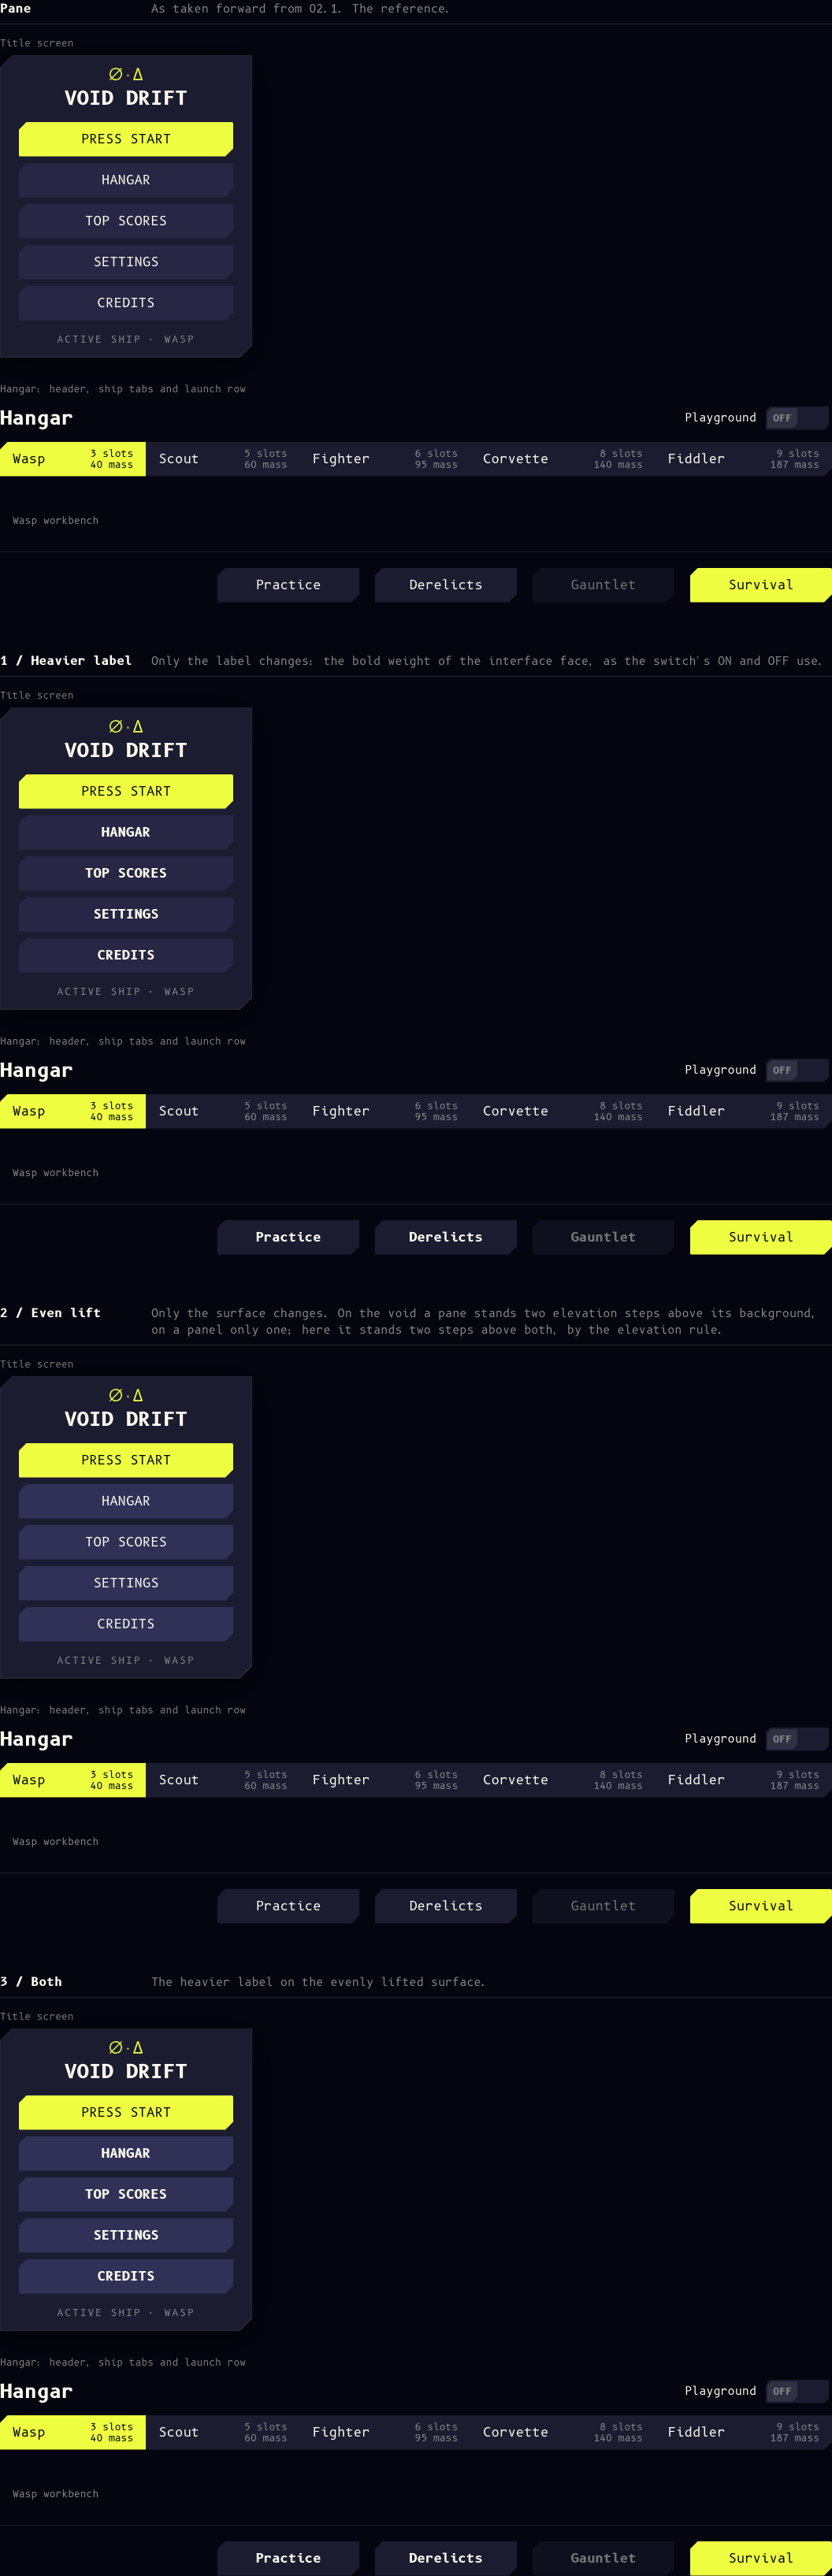 Pane As taken forward from O2.1. The reference.
Title screen
∅·Δ
VOID DRIFT
PRESS START
HANGAR
TOP SCORES
SETTINGS
CREDITS
ACTIVE SHIP · WASP
Hangar: header, ship tabs and launch row
Hangar Playground OFF
Wasp 3 slots 40 mass Scout 5 slots 60 mass Fighter 6 slots 95 mass Corvette 8 slots 140 mass Fiddler 9 slots 187 mass
Wasp workbench
Practice Derelicts Gauntlet Survival
1 / Heavier label Only the label changes: the bold weight of the interface face, as the switch's ON and OFF use.
Title screen
∅·Δ
VOID DRIFT
PRESS START
HANGAR
TOP SCORES
SETTINGS
CREDITS
ACTIVE SHIP · WASP
Hangar: header, ship tabs and launch row
Hangar Playground OFF
Wasp 3 slots 40 mass Scout 5 slots 60 mass Fighter 6 slots 95 mass Corvette 8 slots 140 mass Fiddler 9 slots 187 mass
Wasp workbench
Practice Derelicts Gauntlet Survival
2 / Even lift Only the surface changes. On the void a pane stands two elevation steps above its background,
on a panel only one; here it stands two steps above both, by the elevation rule.
Title screen
∅·Δ
VOID DRIFT
PRESS START
HANGAR
TOP SCORES
SETTINGS
CREDITS
ACTIVE SHIP · WASP
Hangar: header, ship tabs and launch row
Hangar Playground OFF
Wasp 3 slots 40 mass Scout 5 slots 60 mass Fighter 6 slots 95 mass Corvette 8 slots 140 mass Fiddler 9 slots 187 mass
Wasp workbench
Practice Derelicts Gauntlet Survival
3 / Both The heavier label on the evenly lifted surface.
Title screen
∅·Δ
VOID DRIFT
PRESS START
HANGAR
TOP SCORES
SETTINGS
CREDITS
ACTIVE SHIP · WASP
Hangar: header, ship tabs and launch row
Hangar Playground OFF
Wasp 3 slots 40 mass Scout 5 slots 60 mass Fighter 6 slots 95 mass Corvette 8 slots 140 mass Fiddler 9 slots 187 mass
Wasp workbench
Practice Derelicts Gauntlet Survival